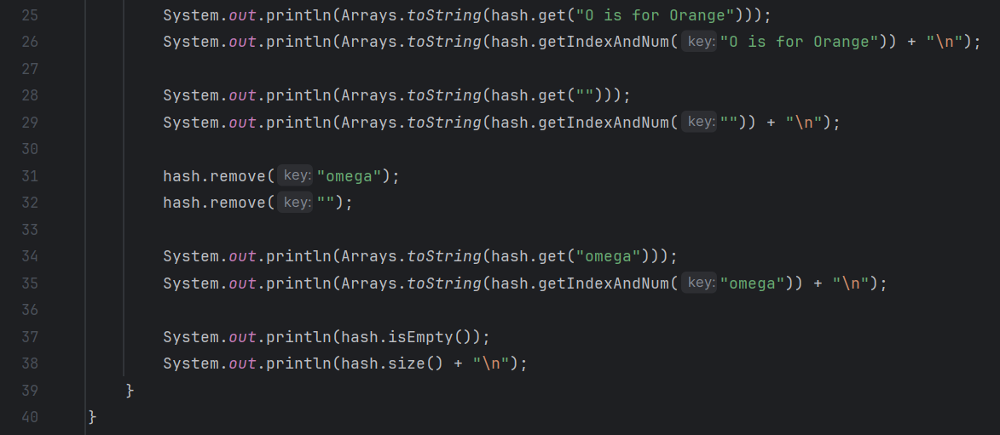 25 System.out.println(Arrays.toString(hash.get("O is for Orange")));
26 System.out.println(Arrays.toString(hash.getIndexAndNum( key: "O is for Orange")) + "\n");
27
28 System.out.println(Arrays.toString(hash.get("")));
29 System.out.println(Arrays.toString(hash.getIndexAndNum( key: "")) + "\n");
30
31 hash.remove( key: "omega");
32 hash.remove( key: "");
33
34 System.out.println(Arrays.toString(hash.get("omega")));
35 System.out.println(Arrays.toString(hash.getIndexAndNum( key: "omega")) + "\n");
36
37 System.out.println(hash.isEmpty());
38 System.out.println(hash.size() + "\n");
39 }
40 }